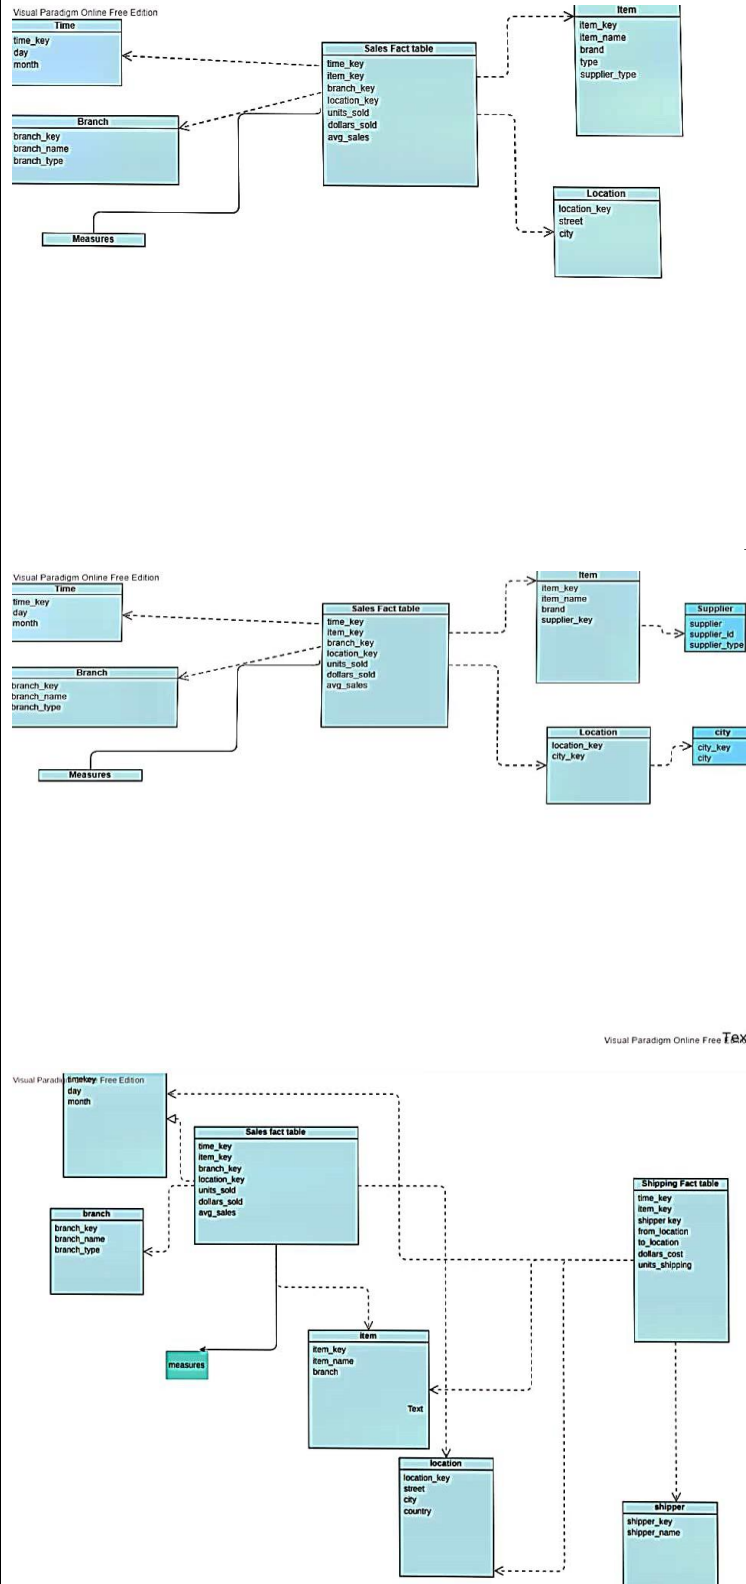 Visual Paradigm Online Free Edition
Time
time_key
day
month
Branch
branch_key
branch_name
branch_type
Measures
Sales Fact table
time_key
item_key
branch_key
location_key
units_sold
dollars_sold
avg_sales
Item
item_key
item_name
brand
type
supplier_type
Location
location_key
street
city
Visual Paradigm Online Free Edition
Time
time_key
day
month
Branch
branch_key
branch_name
branch_type
Measures
Sales Fact table
time_key
item_key
branch_key
location_key
units_sold
dollars_sold
avg_sales
Item
item_key
item_name
brand
supplier_key
Supplier
supplier
supplier_id
supplier_type
Location
location_key
city_key
city
city_key
city
Visual Paradigm Online Free
Tex
Visual Paradigm Online Free Edition
timekey
day
month
Sales fact table
time_key
item_key
branch_key
location_key
units_sold
dollars_sold
avg_sales
branch
branch_key
branch_name
branch_type
measures
item
item_key
item_name
branch
Text
location
location_key
street
city
country
Shipping Fact table
time_key
item_key
shipper key
from_location
to_location
dollars_cost
units_shipping
shipper
shipper_key
shipper_name